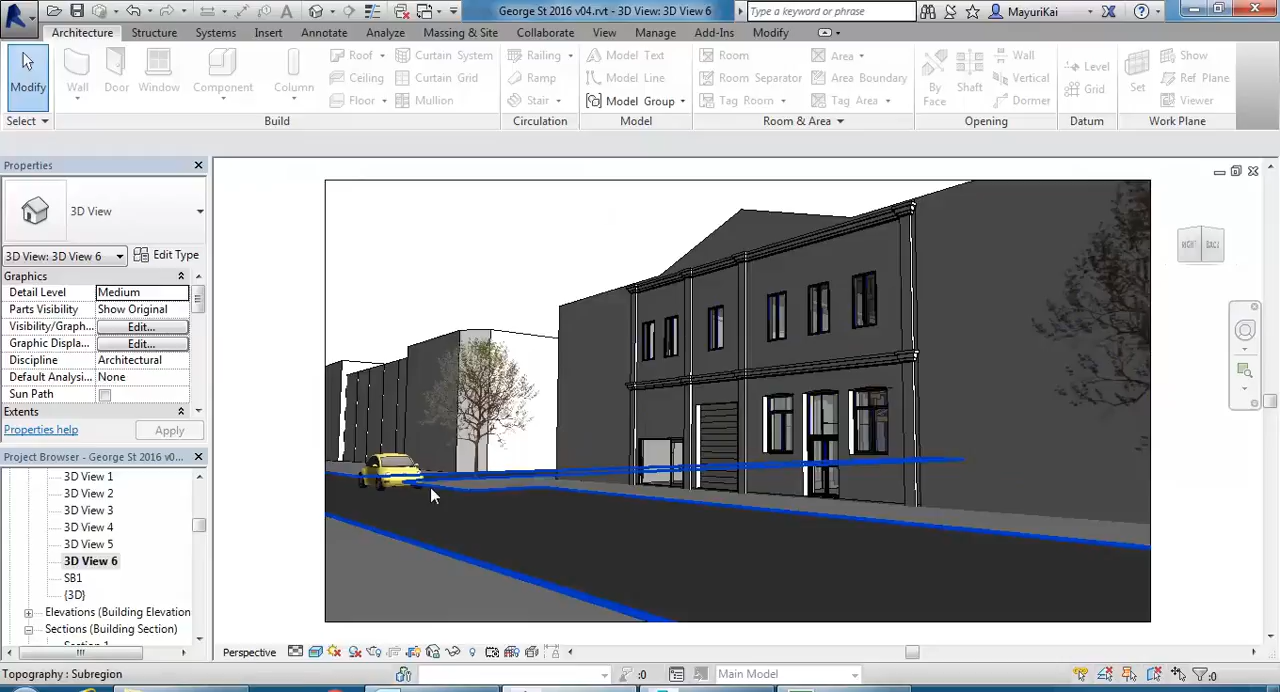 George St 2016 v04.rvt - 3D View: 3D View 6
Type a keyword or phrase
MayuriKai
Architecture Structure Systems Insert Annotate Analyze Massing & Site Collaborate View Manage Add-Ins Modify
Modify
Wall
Door
Window
Component
Column
Roof
Ceiling
Floor
Curtain System
Curtain Grid
Mullion
Railing
Ramp
Stair
Model Text
Model Line
Model Group
Room
Room Separator
Tag Room
Area
Area Boundary
Tag Area
By Face
Shaft
Wall
Vertical
Dormer
Level
Grid
Set
Show
Ref Plane
Viewer
Select
Build
Circulation
Model
Room & Area
Opening
Datum
Work Plane
Properties
3D View
3D View: 3D View 6
Edit Type
Graphics
Detail Level Medium
Parts Visibility Show Original
Visibility/Graph... Edit...
Graphic Displa... Edit...
Discipline Architectural
Default Analysi... None
Sun Path
Extents
Properties help
Apply
Project Browser - George St 2016 v0...
3D View 1
3D View 2
3D View 3
3D View 4
3D View 5
3D View 6
SB1
{3D}
Elevations (Building Elevation
Sections (Building Section)
RIGHT
BACK
Perspective
Topography : Subregion
:0
Main Model
:0